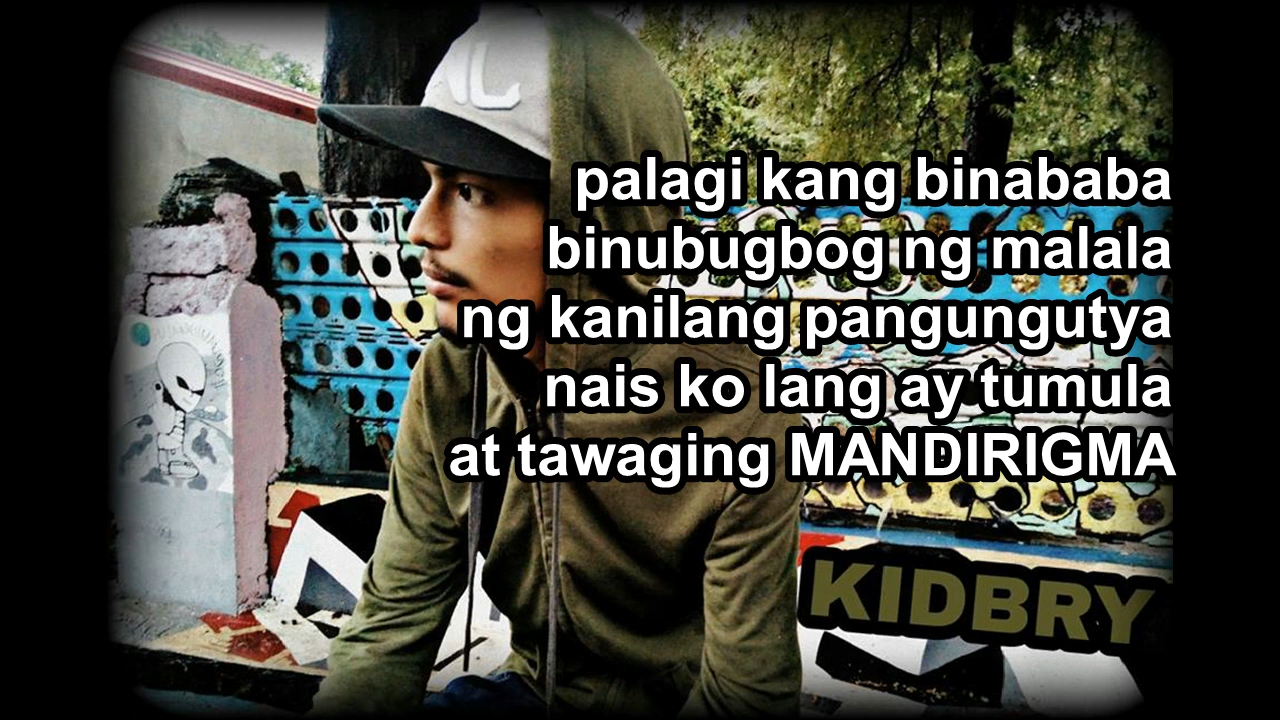 palagi kang binababa
binubugbog ng malala
ng kanilang pangungutya
nais ko lang ay tumula
at tawaging MANDIRIGMA
KIDBRY